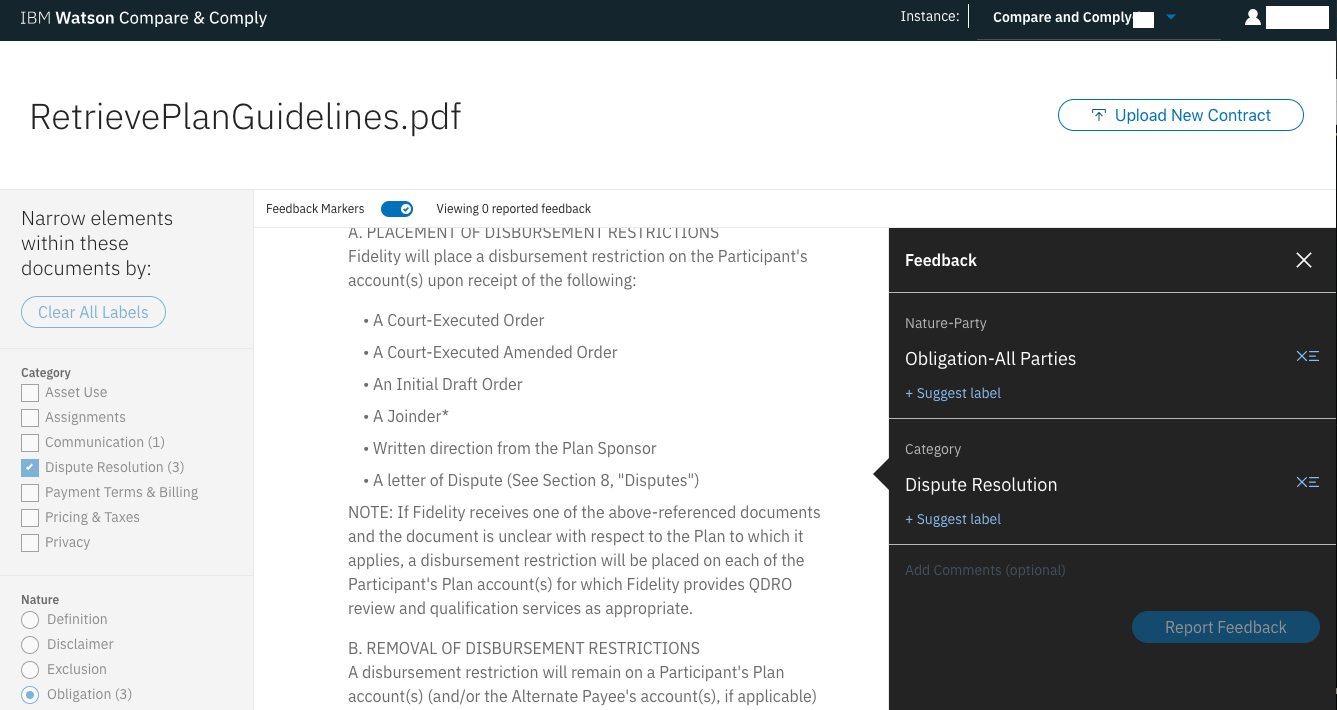 IBM Watson Compare & Comply
Instance:
Compare and Comply
RetrievePlanGuidelines.pdf
Upload New Contract
Narrow elements
within these
documents by:
Clear All Labels
Category
Asset Use
Assignments
Communication (1)
Dispute Resolution (3)
Payment Terms & Billing
Pricing & Taxes
Privacy
Nature
Definition
Disclaimer
Exclusion
Obligation (3)
Feedback Markers
Viewing 0 reported feedback
A. PLACEMENT OF DISBURSEMENT RESTRICTIONS
Fidelity will place a disbursement restriction on the Participant's
account(s) upon receipt of the following:
• A Court-Executed Order
• A Court-Executed Amended Order
• An Initial Draft Order
• A Joinder*
• Written direction from the Plan Sponsor
• A letter of Dispute (See Section 8, "Disputes")
NOTE: If Fidelity receives one of the above-referenced documents
and the document is unclear with respect to the Plan to which it
applies, a disbursement restriction will be placed on each of the
Participant's Plan account(s) for which Fidelity provides QDRO
review and qualification services as appropriate.
B. REMOVAL OF DISBURSEMENT RESTRICTIONS
A disbursement restriction will remain on a Participant's Plan
account(s) (and/or the Alternate Payee's account(s), if applicable)
Feedback
Nature-Party
Obligation-All Parties
+ Suggest label
Category
Dispute Resolution
+ Suggest label
Add Comments (optional)
Report Feedback